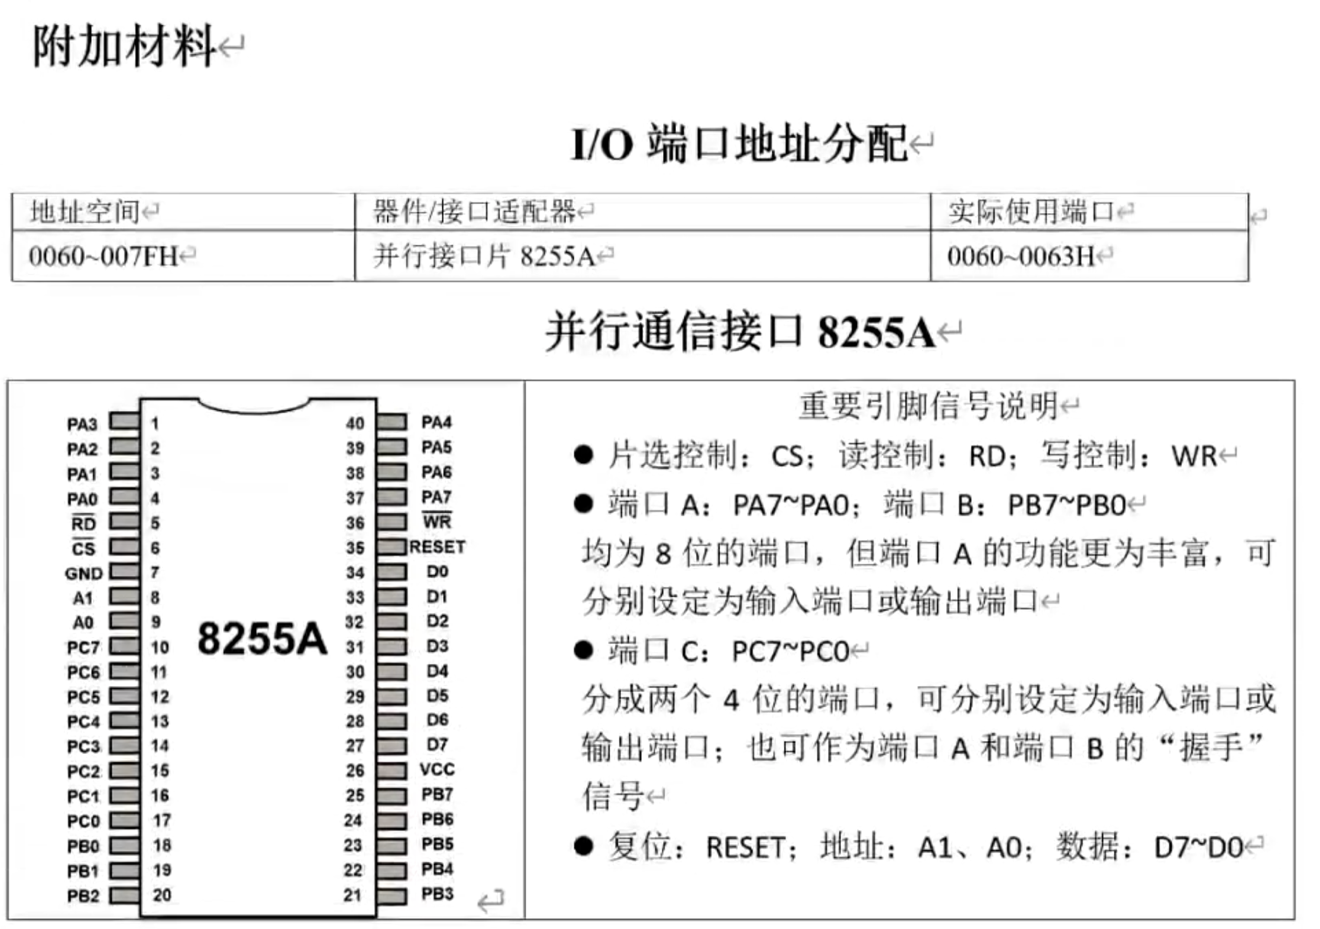 附加材料
I/O 端口地址分配
地址空间 器件/接口适配器 实际使用端口
0060~007FH 并行接口片 8255A 0060~0063H
并行通信接口 8255A
PA3 1 40 PA4
PA2 2 39 PA5
PA1 3 38 PA6
PA0 4 37 PA7
RD 5 36 WR
CS 6 35 RESET
GND 7 34 D0
A1 8 33 D1
A0 9 32 D2
PC7 10 31 D3
PC6 11 30 D4
PC5 12 29 D5
PC4 13 28 D6
PC3 14 27 D7
PC2 15 26 VCC
PC1 16 25 PB7
PC0 17 24 PB6
PB0 18 23 PB5
PB1 19 22 PB4
PB2 20 21 PB3
8255A
重要引脚信号说明
● 片选控制：CS；读控制：RD；写控制：WR
● 端口 A：PA7~PA0；端口 B：PB7~PB0
均为 8 位的端口，但端口 A 的功能更为丰富，可
分别设定为输入端口或输出端口
● 端口 C：PC7~PC0
分成两个 4 位的端口，可分别设定为输入端口或
输出端口；也可作为端口 A 和端口 B 的“握手”
信号
● 复位：RESET；地址：A1、A0；数据：D7~D0